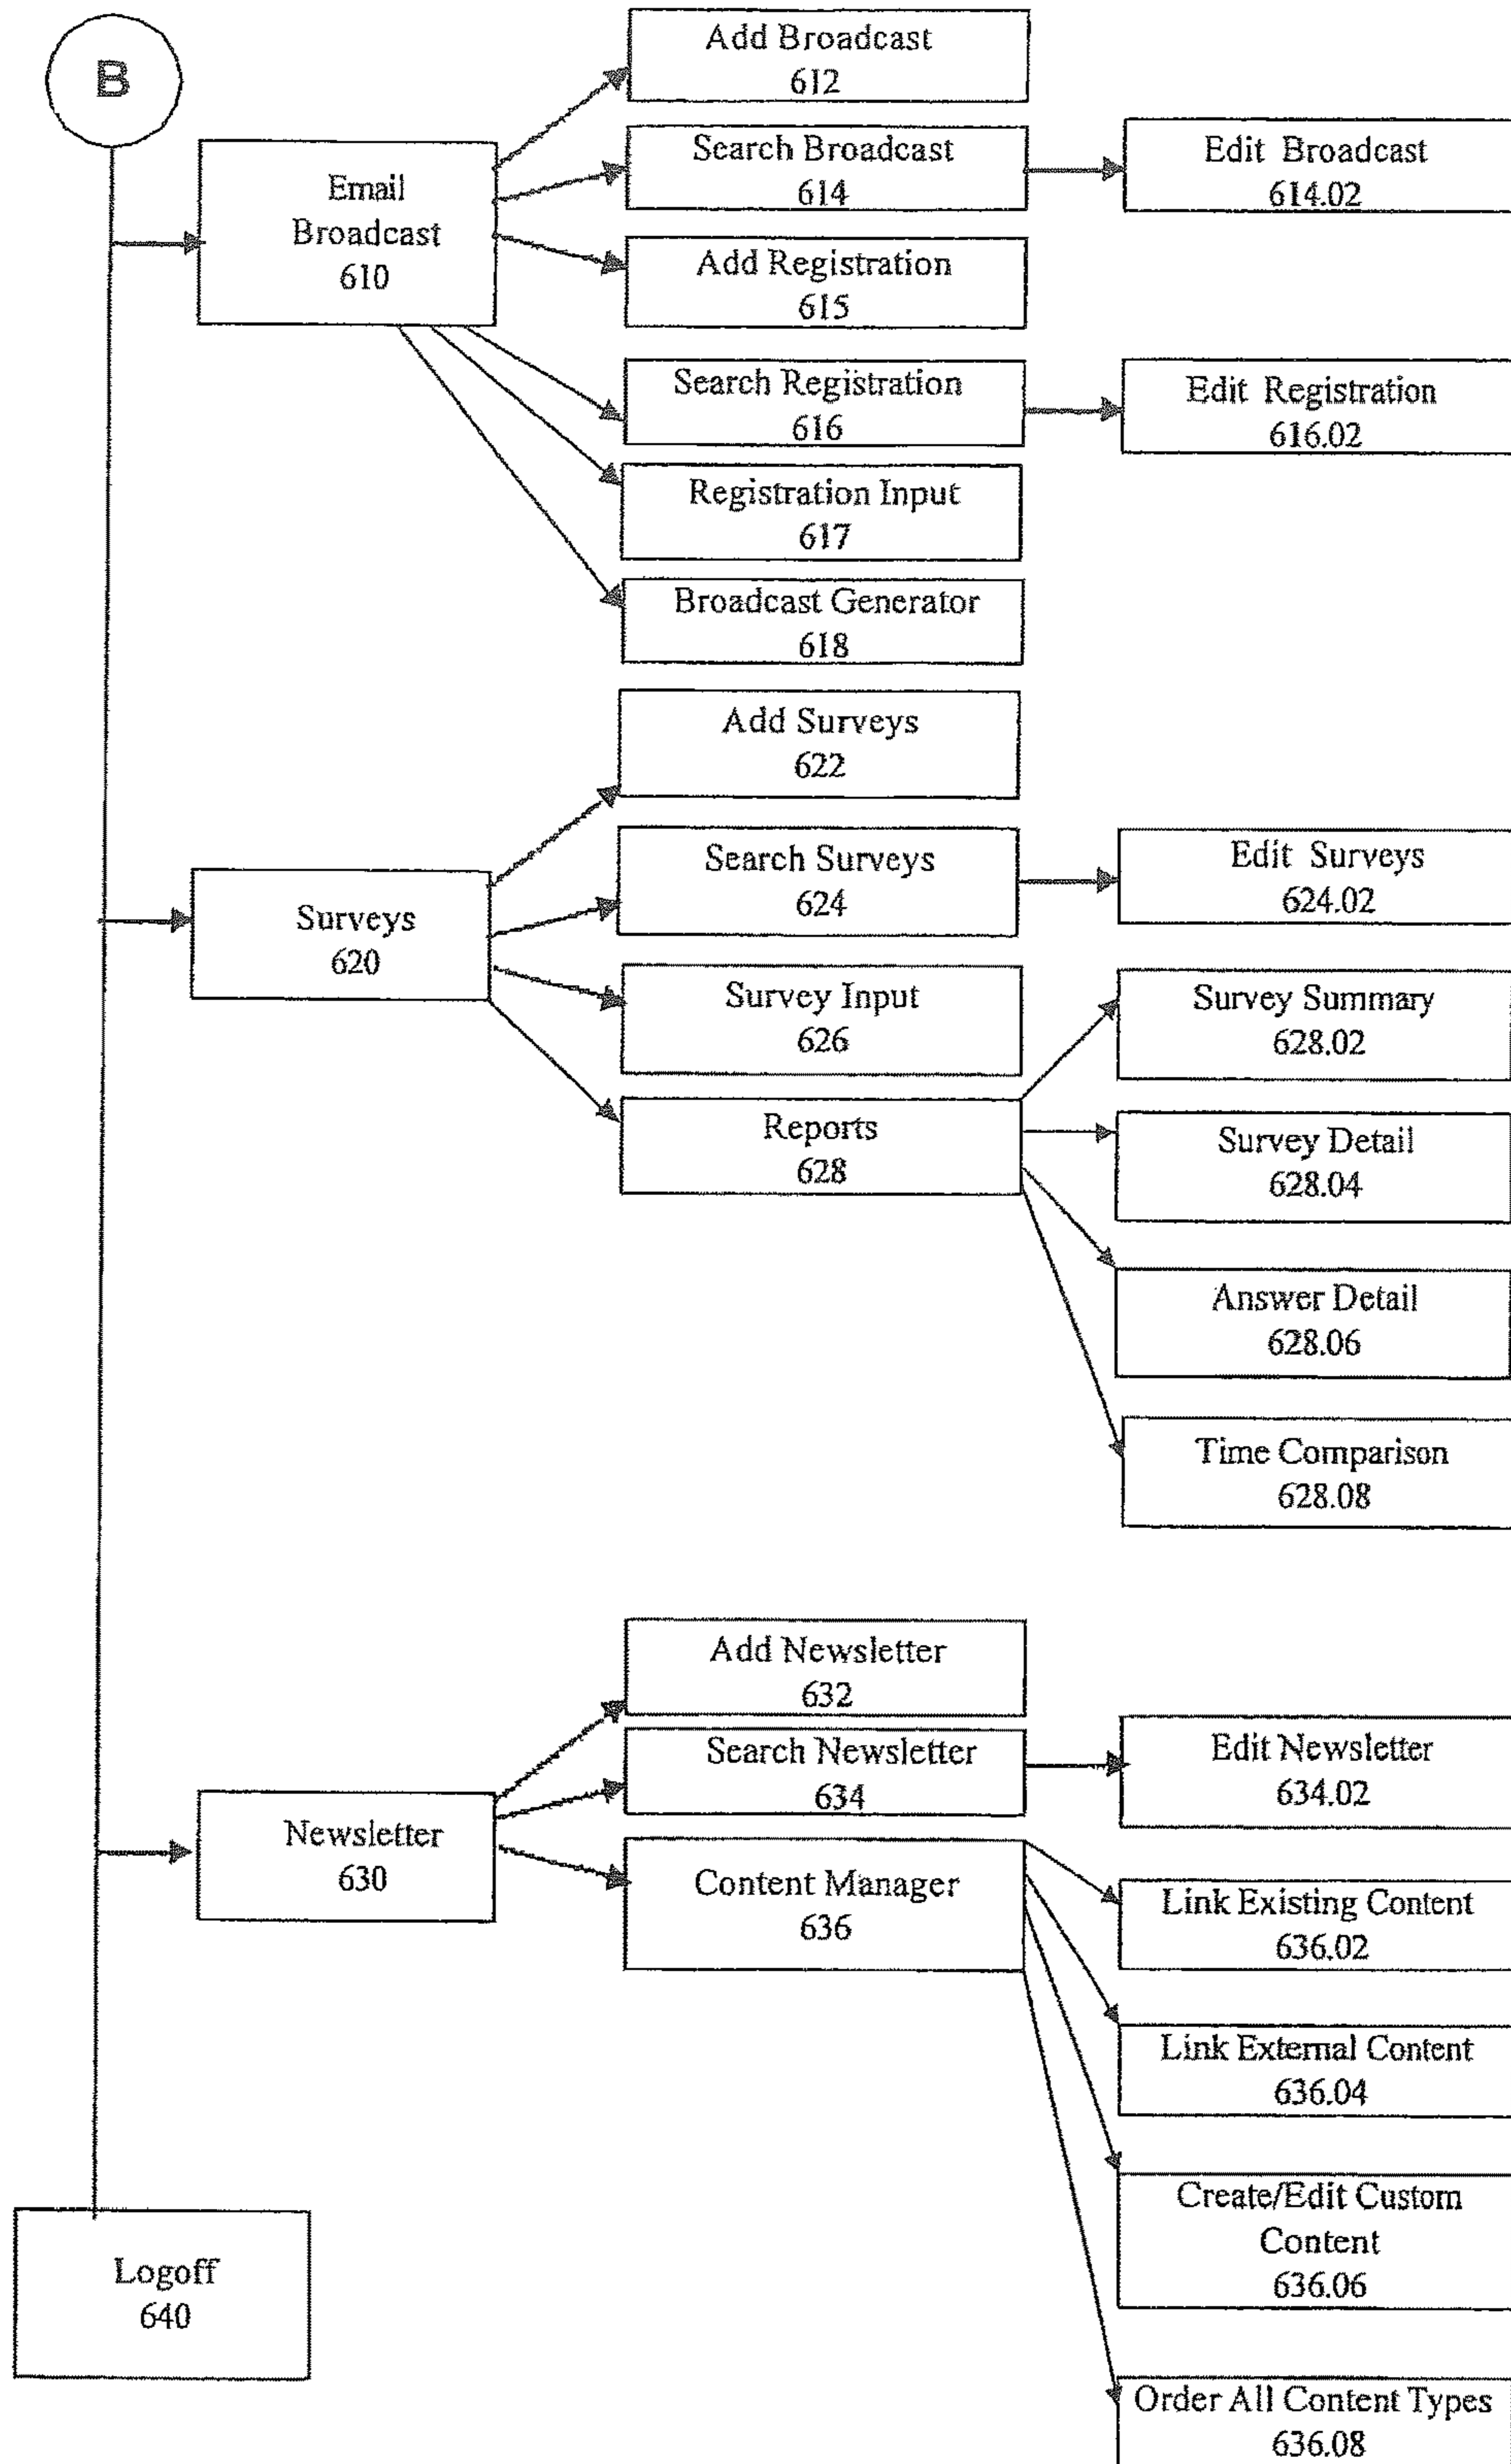 B
Email
Broadcast
610
Add Broadcast
612
Search Broadcast
614
Edit Broadcast
614.02
Add Registration
615
Search Registration
616
Edit Registration
616.02
Registration Input
617
Broadcast Generator
618
Surveys
620
Add Surveys
622
Search Surveys
624
Edit Surveys
624.02
Survey Input
626
Reports
628
Survey Summary
628.02
Survey Detail
628.04
Answer Detail
628.06
Time Comparison
628.08
Newsletter
630
Add Newsletter
632
Search Newsletter
634
Edit Newsletter
634.02
Content Manager
636
Link Existing Content
636.02
Link External Content
636.04
Create/Edit Custom
Content
636.06
Order All Content Types
636.08
Logoff
640